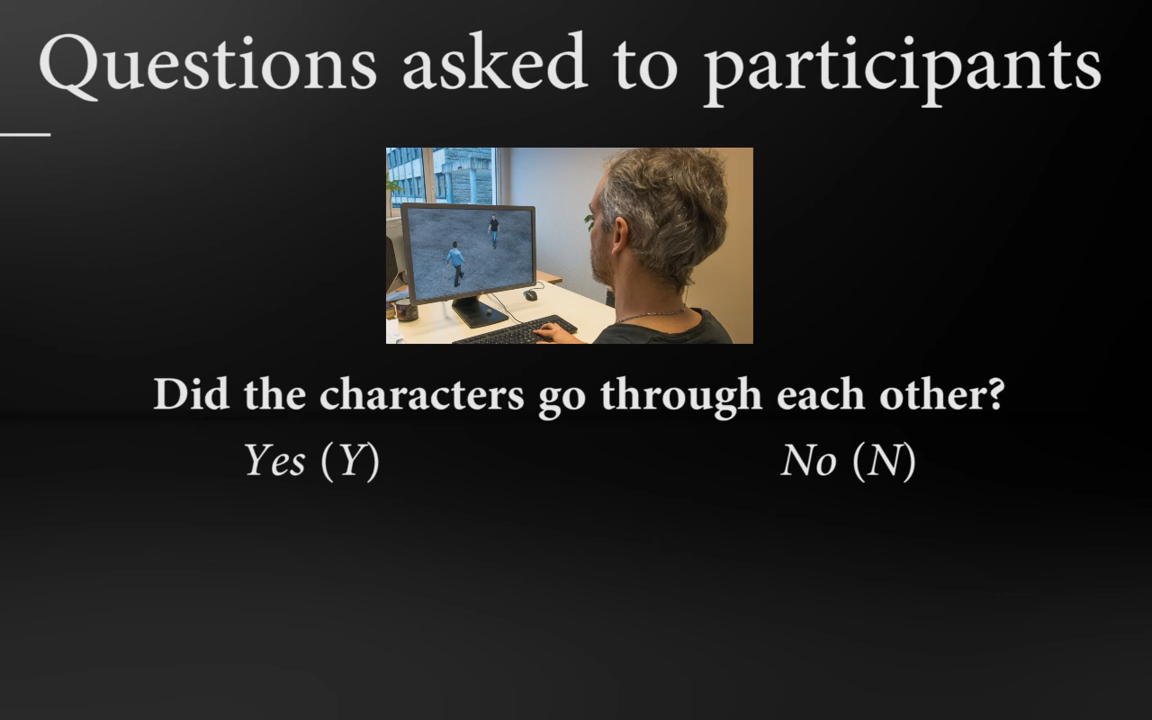 Questions asked to participants
Did the characters go through each other?
Yes (Y) No (N)